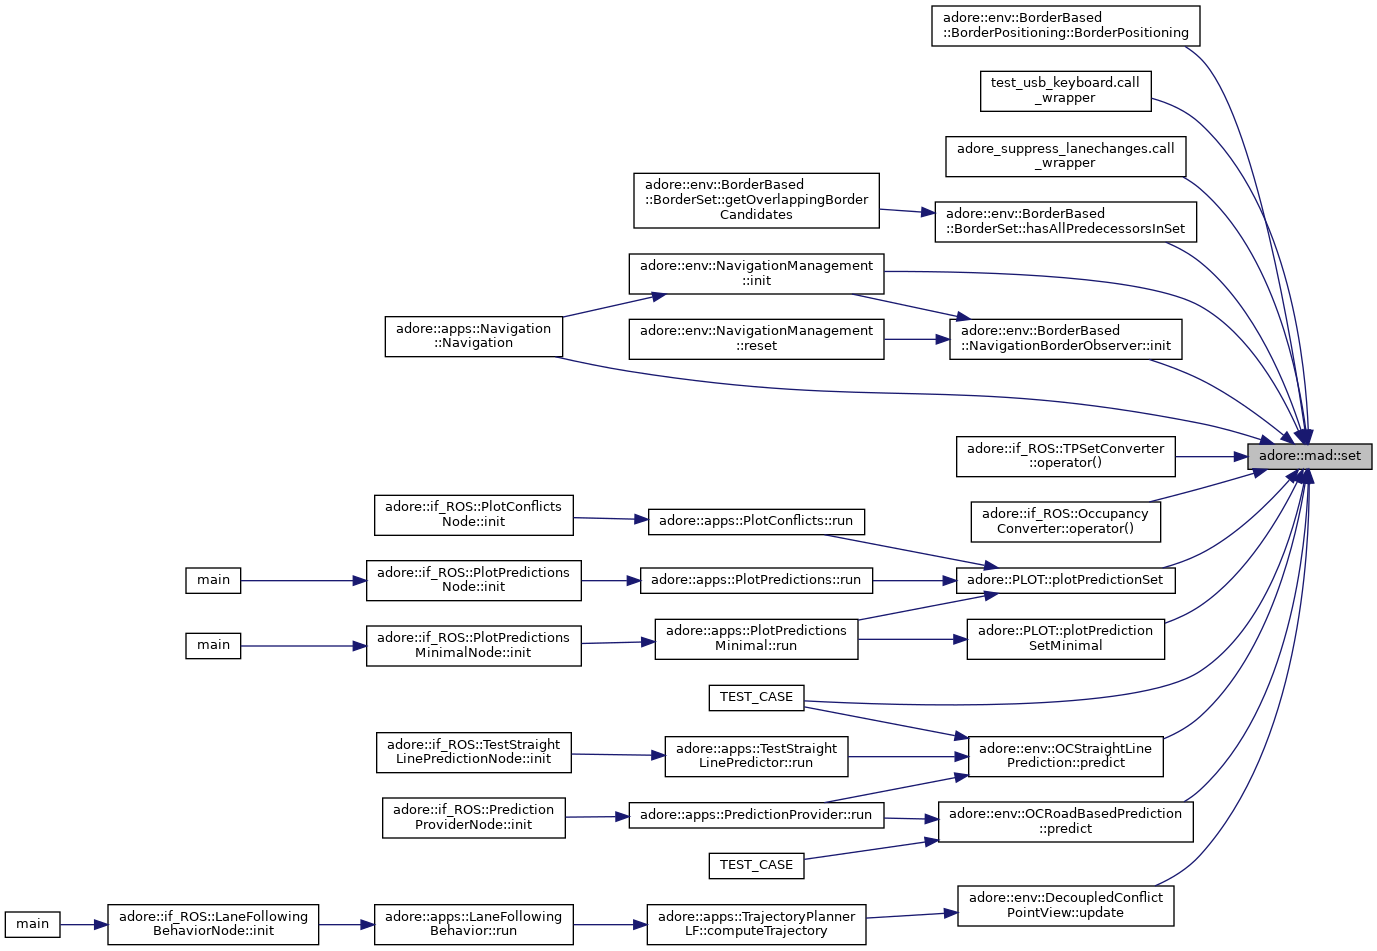 adore::env::BorderBased
::BorderPositioning::BorderPositioning
test_usb_keyboard.call
_wrapper
adore_suppress_lanechanges.call
_wrapper
adore::env::BorderBased
::BorderSet::getOverlappingBorder
Candidates
adore::env::BorderBased
::BorderSet::hasAllPredecessorsInSet
adore::env::NavigationManagement
::init
adore::apps::Navigation
::Navigation
adore::env::NavigationManagement
::reset
adore::env::BorderBased
::NavigationBorderObserver::init
adore::if_ROS::TPSetConverter
::operator()
adore::mad::set
adore::if_ROS::Occupancy
Converter::operator()
adore::if_ROS::PlotConflicts
Node::init
adore::apps::PlotConflicts::run
main
adore::if_ROS::PlotPredictions
Node::init
adore::apps::PlotPredictions::run
adore::PLOT::plotPredictionSet
main
adore::if_ROS::PlotPredictions
MinimalNode::init
adore::apps::PlotPredictions
Minimal::run
adore::PLOT::plotPrediction
SetMinimal
TEST_CASE
adore::if_ROS::TestStraight
LinePredictionNode::init
adore::apps::TestStraight
LinePredictor::run
adore::env::OCStraightLine
Prediction::predict
adore::if_ROS::Prediction
ProviderNode::init
adore::apps::PredictionProvider::run
adore::env::OCRoadBasedPrediction
::predict
TEST_CASE
adore::env::DecoupledConflict
PointView::update
main
adore::if_ROS::LaneFollowing
BehaviorNode::init
adore::apps::LaneFollowing
Behavior::run
adore::apps::TrajectoryPlanner
LF::computeTrajectory